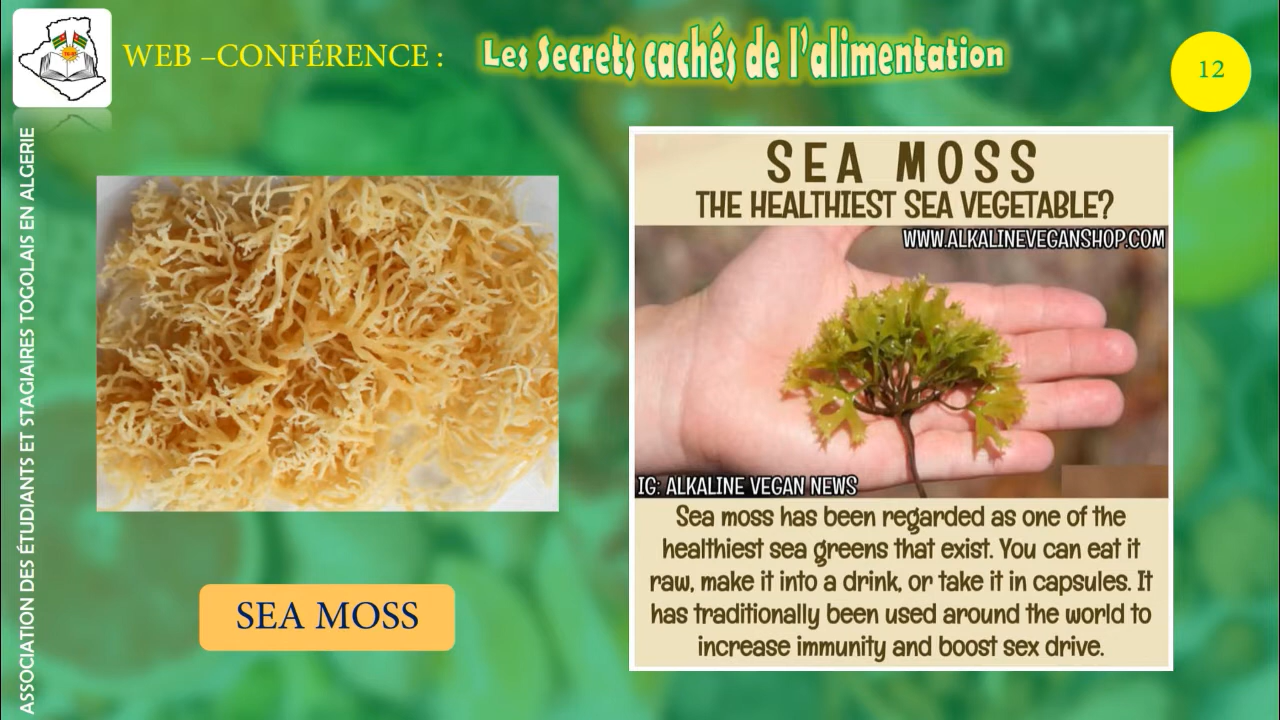 WEB –CONFÉRENCE :
Les Secrets cachés de l'alimentation
12
ASSOCIATION DES ÉTUDIANTS ET STAGIAIRES TOGOLAIS EN ALGERIE
SEA MOSS
THE HEALTHIEST SEA VEGETABLE?
WWW.ALKALINEVEGANSHOP.COM
IG: ALKALINE VEGAN NEWS
Sea moss has been regarded as one of the
healthiest sea greens that exist. You can eat it
raw, make it into a drink, or take it in capsules. It
has traditionally been used around the world to
increase immunity and boost sex drive.
SEA MOSS